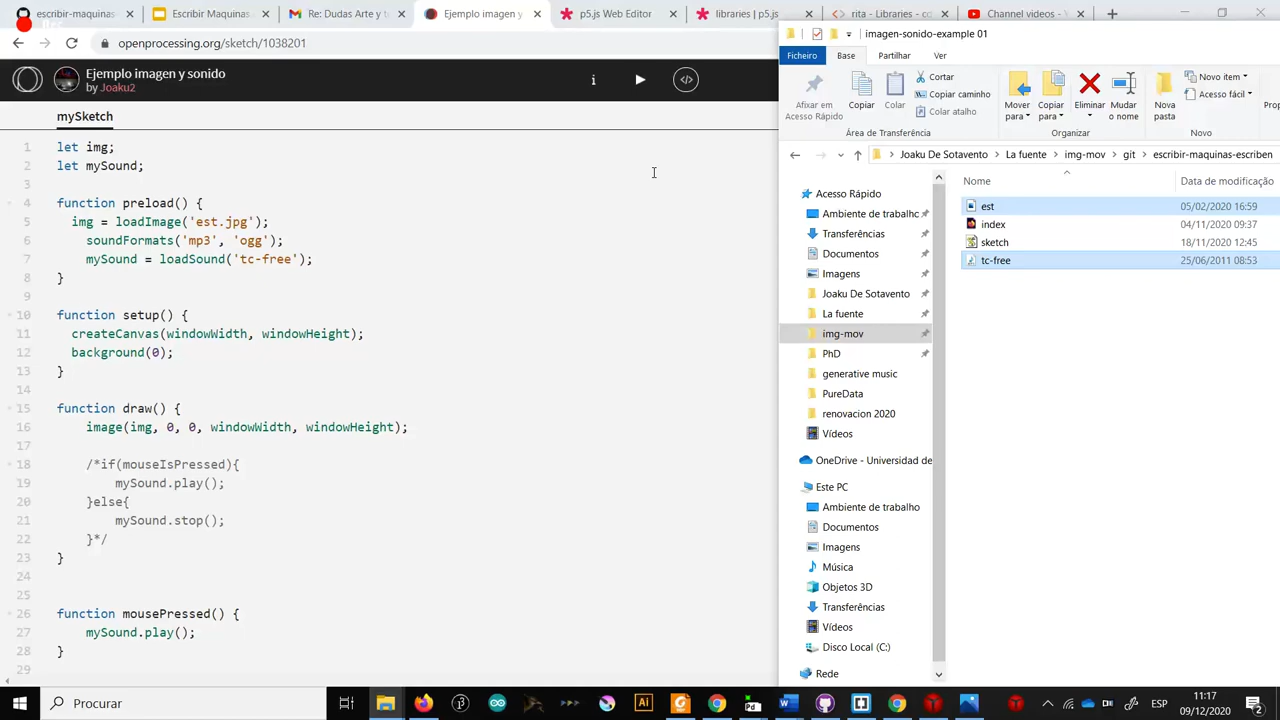 escribir-maquinas
Escribir Maquinas
Re: Dudas Arte y t
Ejemplo imagen y
p5.js Web Editor
libraries | p5.js
rita - Libraries - co
Channel videos - Y
openprocessing.org/sketch/1038201
Ejemplo imagen y sonido
by Joaku2
mySketch
1 let img;
2 let mySound;
3
4 function preload() {
5 img = loadImage('est.jpg');
6 soundFormats('mp3', 'ogg');
7 mySound = loadSound('tc-free');
8 }
9
10 function setup() {
11 createCanvas(windowWidth, windowHeight);
12 background(0);
13 }
14
15 function draw() {
16 image(img, 0, 0, windowWidth, windowHeight);
17
18 /*if(mouseIsPressed){
19 mySound.play();
20 }else{
21 mySound.stop();
22 }*/
23 }
24
25
26 function mousePressed() {
27 mySound.play();
28 }
29
imagen-sonido-example 01
Ficheiro Base Partilhar Ver
Afixar em Acesso Rápido
Copiar
Colar
Cortar
Copiar caminho
Colar atalho
Área de Transferência
Mover para
Copiar para
Eliminar
Mudar o nome
Organizar
Nova pasta
Novo item
Acesso fácil
Novo
Prop
Joaku De Sotavento > La fuente > img-mov > git > escribir-maquinas-escriben
Nome Data de modificação
est 05/02/2020 16:59
index 04/11/2020 09:37
sketch 18/11/2020 12:45
tc-free 25/06/2011 08:53
Acesso Rápido
Ambiente de trabalho
Transferências
Documentos
Imagens
Joaku De Sotavento
La fuente
img-mov
PhD
generative music
PureData
renovacion 2020
Vídeos
OneDrive - Universidad de
Este PC
Ambiente de trabalho
Documentos
Imagens
Música
Objetos 3D
Transferências
Vídeos
Disco Local (C:)
Rede
Procurar
ESP
11:17
09/12/2020